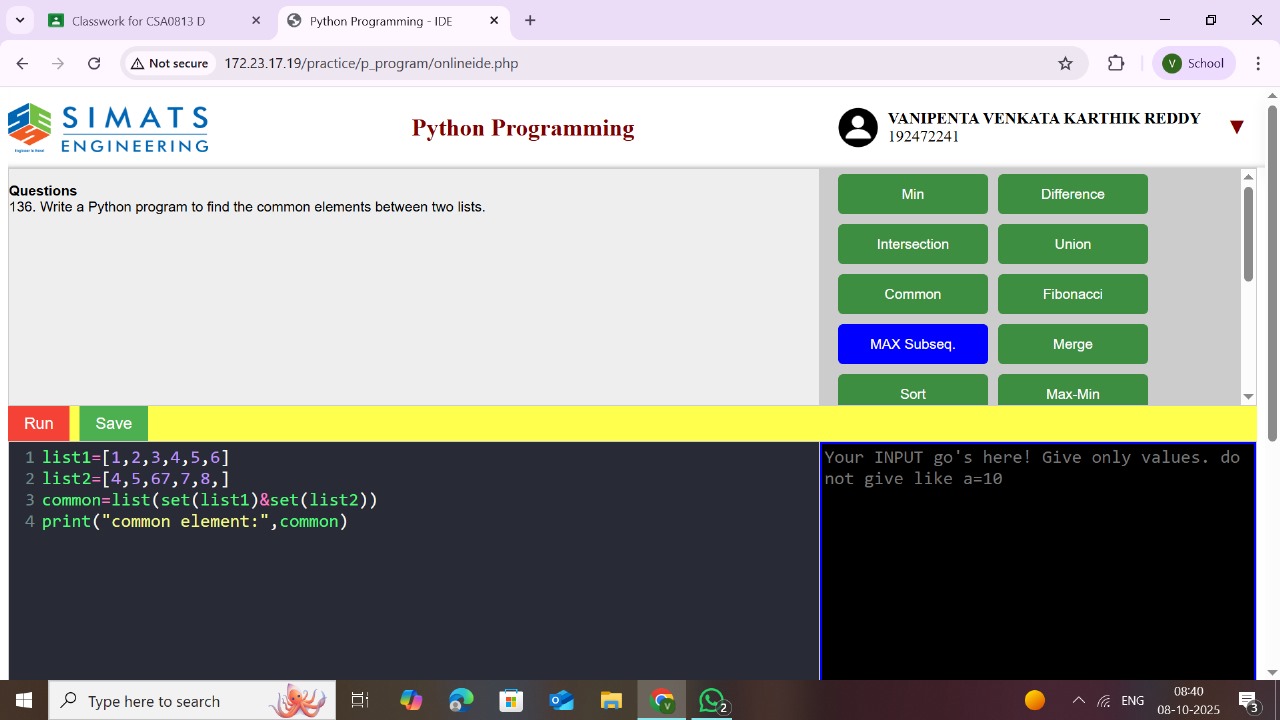 Classwork for CSA0813 D
Python Programming - IDE
Not secure
172.23.17.19/practice/p_program/onlineide.php
V
School
SIMATS
ENGINEERING
Engineer to Excel
Python Programming
VANIPENTA VENKATA KARTHIK REDDY
192472241
Questions
136. Write a Python program to find the common elements between two lists.
Min
Difference
Intersection
Union
Common
Fibonacci
MAX Subseq.
Merge
Sort
Max-Min
Run
Save
1 list1=[1,2,3,4,5,6]
2 list2=[4,5,67,7,8,]
3 common=list(set(list1)&set(list2))
4 print("common element:",common)
Your INPUT go's here! Give only values. do
not give like a=10
Type here to search
V
2
ENG
08:40
08-10-2025
3